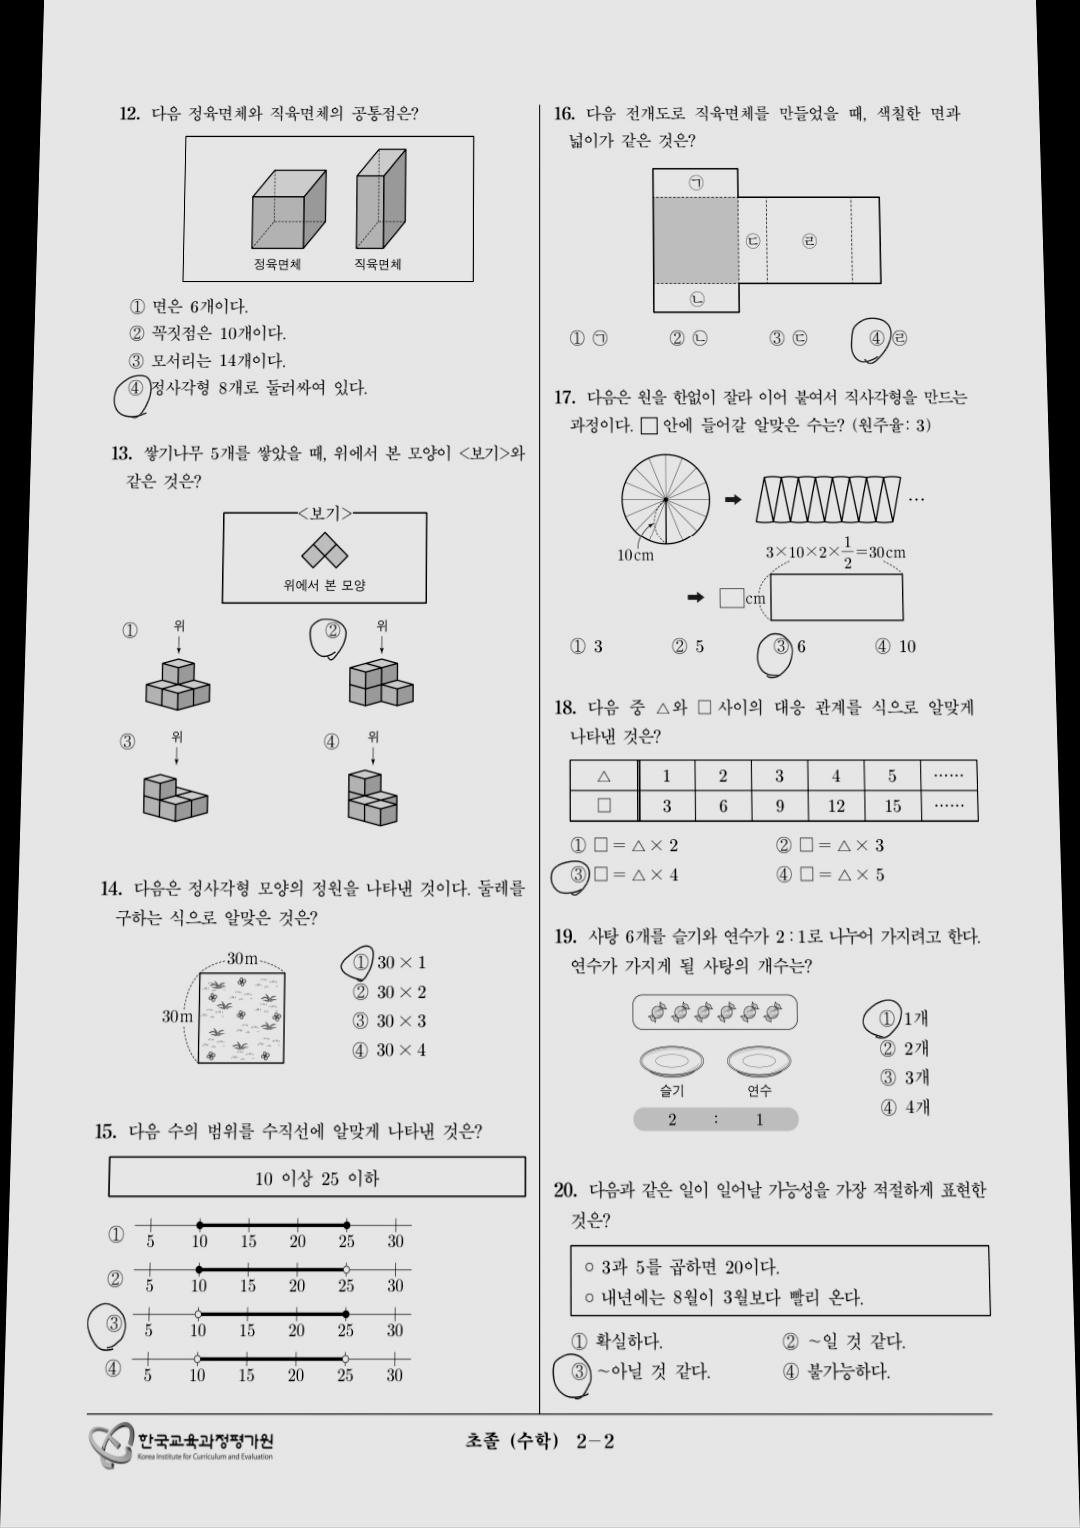 12. 다음 정육면체와 직육면체의 공통점은?
정육면체 직육면체
① 면은 6개이다.
② 꼭짓점은 10개이다.
③ 모서리는 14개이다.
④ 정사각형 8개로 둘러싸여 있다.
13. 쌓기나무 5개를 쌓았을 때, 위에서 본 모양이 <보기>와
같은 것은?
<보기>
위에서 본 모양
① 위 ② 위
③ 위 ④ 위
14. 다음은 정사각형 모양의 정원을 나타낸 것이다. 둘레를
구하는 식으로 알맞은 것은?
30m
30m
① 30 × 1
② 30 × 2
③ 30 × 3
④ 30 × 4
15. 다음 수의 범위를 수직선에 알맞게 나타낸 것은?
10 이상 25 이하
① 5 10 15 20 25 30
② 5 10 15 20 25 30
③ 5 10 15 20 25 30
④ 5 10 15 20 25 30
16. 다음 전개도로 직육면체를 만들었을 때, 색칠한 면과
넓이가 같은 것은?
㉠
㉢ ㉣
㉡
① ㉠ ② ㉡ ③ ㉢ ④ ㉣
17. 다음은 원을 한없이 잘라 이어 붙여서 직사각형을 만드는
과정이다. □ 안에 들어갈 알맞은 수는? (원주율: 3)
➡ …
10cm
3×10×2×1/2=30cm
➡ □cm
① 3 ② 5 ③ 6 ④ 10
18. 다음 중 △와 □ 사이의 대응 관계를 식으로 알맞게
나타낸 것은?
△ 1 2 3 4 5 ……
□ 3 6 9 12 15 ……
① □ = △ × 2 ② □ = △ × 3
③ □ = △ × 4 ④ □ = △ × 5
19. 사탕 6개를 슬기와 연수가 2 : 1로 나누어 가지려고 한다.
연수가 가지게 될 사탕의 개수는?
슬기 연수
2 : 1
① 1개
② 2개
③ 3개
④ 4개
20. 다음과 같은 일이 일어날 가능성을 가장 적절하게 표현한
것은?
○ 3과 5를 곱하면 20이다.
○ 내년에는 8월이 3월보다 빨리 온다.
① 확실하다. ② ~일 것 같다.
③ ~아닐 것 같다. ④ 불가능하다.
한국교육과정평가원
Korea Institute for Curriculum and Evaluation
초졸 (수학) 2-2